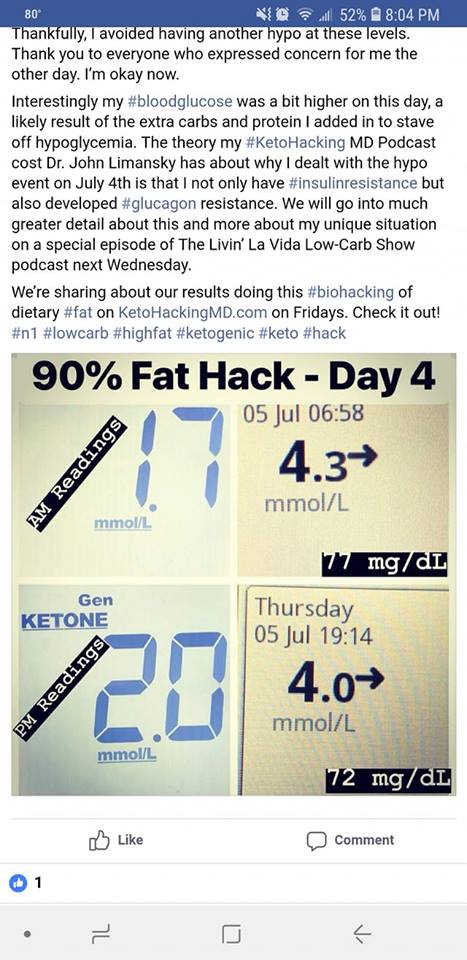 80°
52% 8:04 PM
Thankfully, I avoided having another hypo at these levels.
Thank you to everyone who expressed concern for me the
other day. I'm okay now.
Interestingly my #bloodglucose was a bit higher on this day, a
likely result of the extra carbs and protein I added in to stave
off hypoglycemia. The theory my #KetoHacking MD Podcast
cost Dr. John Limansky has about why I dealt with the hypo
event on July 4th is that I not only have #insulinresistance but
also developed #glucagon resistance. We will go into much
greater detail about this and more about my unique situation
on a special episode of The Livin' La Vida Low-Carb Show
podcast next Wednesday.
We're sharing about our results doing this #biohacking of
dietary #fat on KetoHackingMD.com on Fridays. Check it out!
#n1 #lowcarb #highfat #ketogenic #keto #hack
90% Fat Hack - Day 4
AM Readings
1.7
mmol/L
05 Jul 06:58
4.3→
mmol/L
77 mg/dL
Gen
KETONE
PM Readings
2.0
mmol/L
Thursday
05 Jul 19:14
4.0→
mmol/L
72 mg/dL
Like
Comment
1